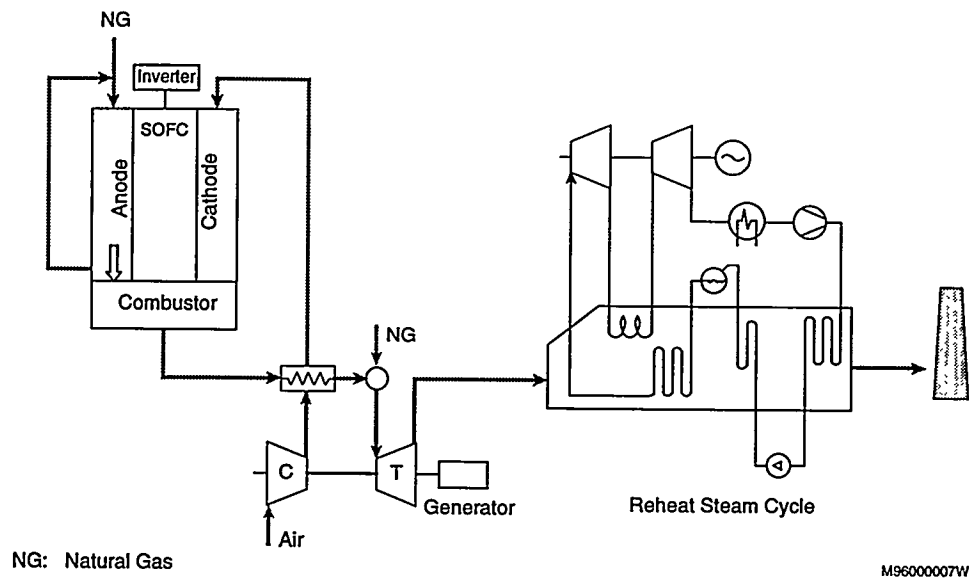 NG
Inverter
SOFC
Anode
Cathode
Combustor
NG
C
T
Generator
Air
Reheat Steam Cycle
NG: Natural Gas
M96000007W